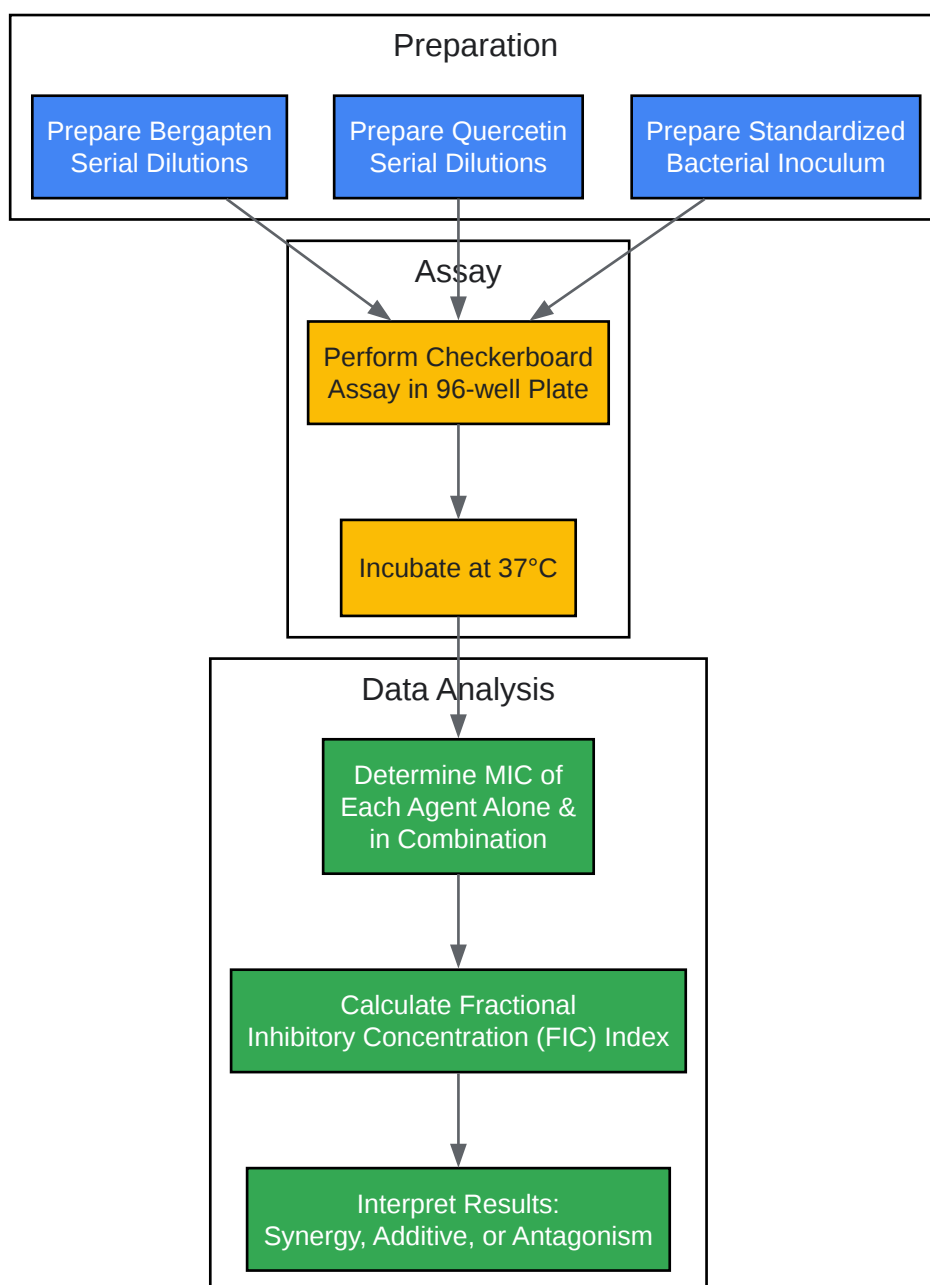 Preparation
Prepare Bergapten
Serial Dilutions
Prepare Quercetin
Serial Dilutions
Prepare Standardized
Bacterial Inoculum
Assay
Perform Checkerboard
Assay in 96-well Plate
Incubate at 37°C
Data Analysis
Determine MIC of
Each Agent Alone &
in Combination
Calculate Fractional
Inhibitory Concentration (FIC) Index
Interpret Results:
Synergy, Additive, or Antagonism